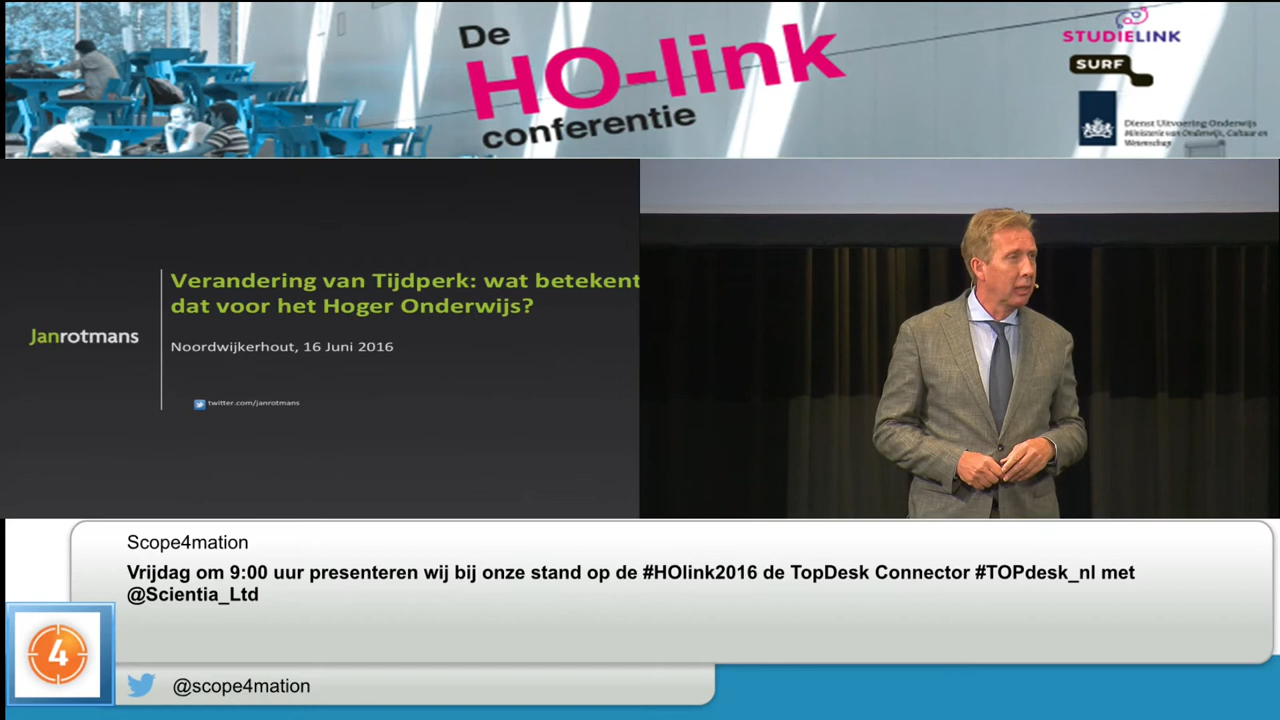 De
HO-link
conferentie
STUDIELINK
SURF
Dienst Uitvoering Onderwijs
Ministerie van Onderwijs, Cultuur en
Wetenschap
Verandering van Tijdperk: wat betekent
dat voor het Hoger Onderwijs?
Janrotmans
Noordwijkerhout, 16 Juni 2016
twitter.com/janrotmans
Scope4mation
Vrijdag om 9:00 uur presenteren wij bij onze stand op de #HOlink2016 de TopDesk Connector #TOPdesk_nl met
@Scientia_Ltd
4
@scope4mation